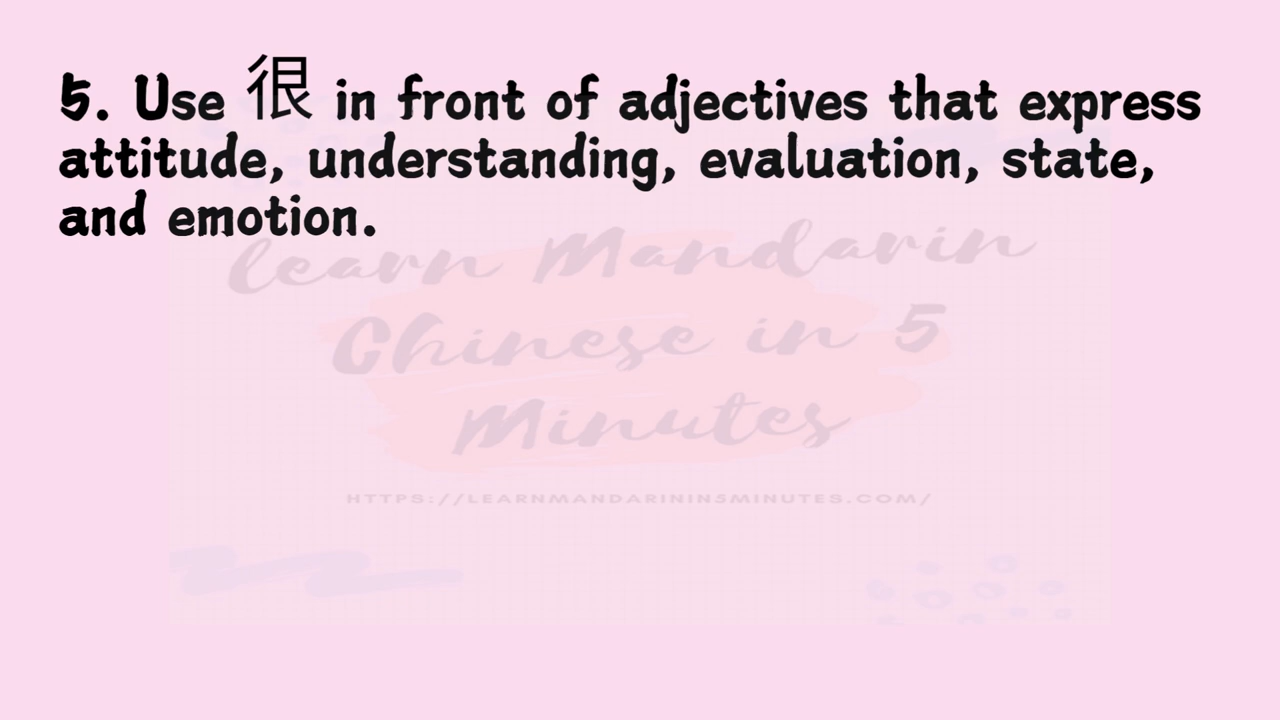 5. Use 很 in front of adjectives that express
attitude, understanding, evaluation, state,
and emotion.
learn Mandarin
Chinese in 5
Minutes
HTTPS://LEARNMANDARININ5MINUTES.COM/